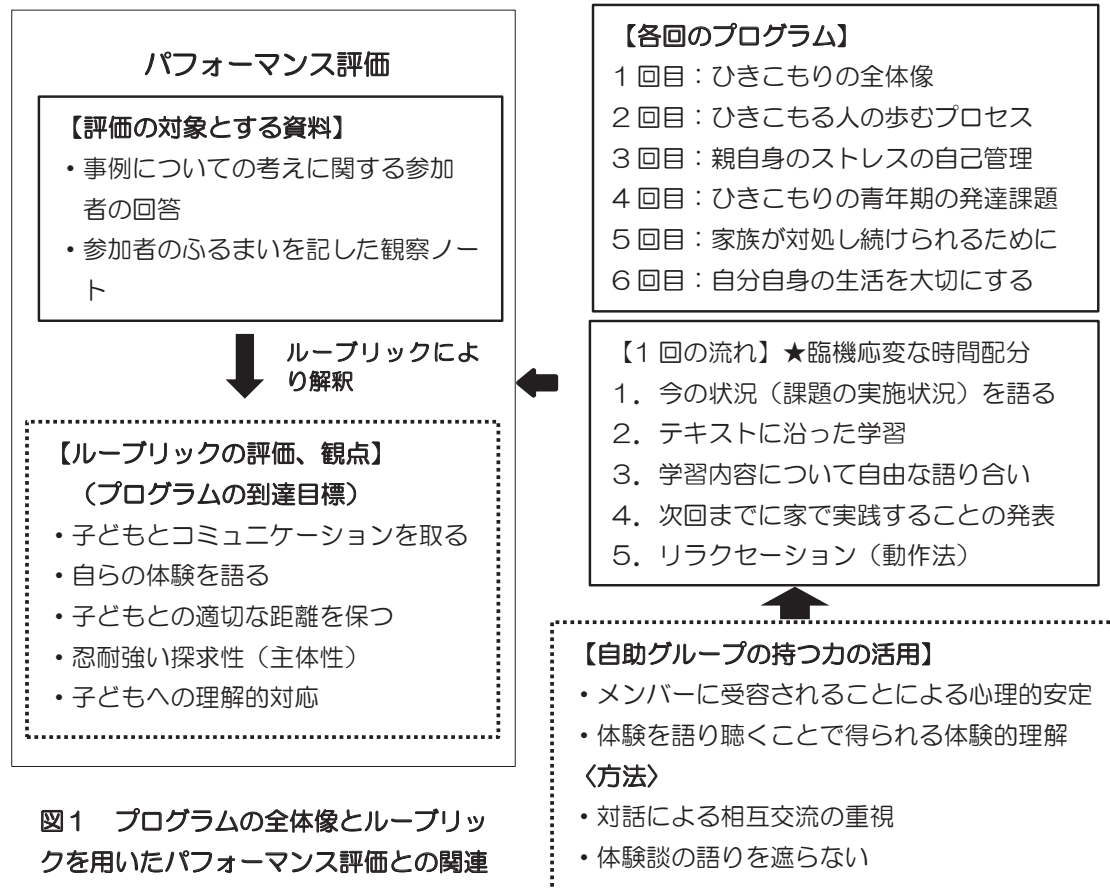 パフォーマンス評価
【評価の対象とする資料】
・事例についての考えに関する参加
者の回答
・参加者のふるまいを記した観察ノー
ト
ルーブリックによ
り解釈
【ルーブリックの評価、観点】
（プログラムの到達目標）
・子どもとコミュニケーションを取る
・自らの体験を語る
・子どもとの適切な距離を保つ
・忍耐強い探求性（主体性）
・子どもへの理解的対応
図１　プログラムの全体像とルーブリッ
クを用いたパフォーマンス評価との関連
【各回のプログラム】
１回目：ひきこもりの全体像
２回目：ひきこもる人の歩むプロセス
３回目：親自身のストレスの自己管理
４回目：ひきこもりの青年期の発達課題
５回目：家族が対処し続けられるために
６回目：自分自身の生活を大切にする
【１回の流れ】★臨機応変な時間配分
１．今の状況（課題の実施状況）を語る
２．テキストに沿った学習
３．学習内容について自由な語り合い
４．次回までに家で実践することの発表
５．リラクセーション（動作法）
【自助グループの持つ力の活用】
・メンバーに受容されることによる心理的安定
・体験を語り聴くことで得られる体験的理解
〈方法〉
・対話による相互交流の重視
・体験談の語りを遮らない